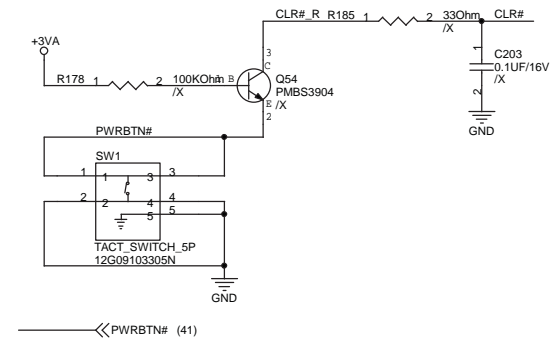 CLR#_R R185 1 2 33Ohm CLR#
/X
+3VA
3
C
1
C203
0.1UF/16V
/X
2
R178 1 2 100KOhm 1 B
/X
Q54
PMBS3904
E /X
2
GND
PWRBTN#
SW1
1 1 3 3
2 2 4 4
5 5
TACT_SWITCH_5P
12G09103305N
GND
PWRBTN# (41)